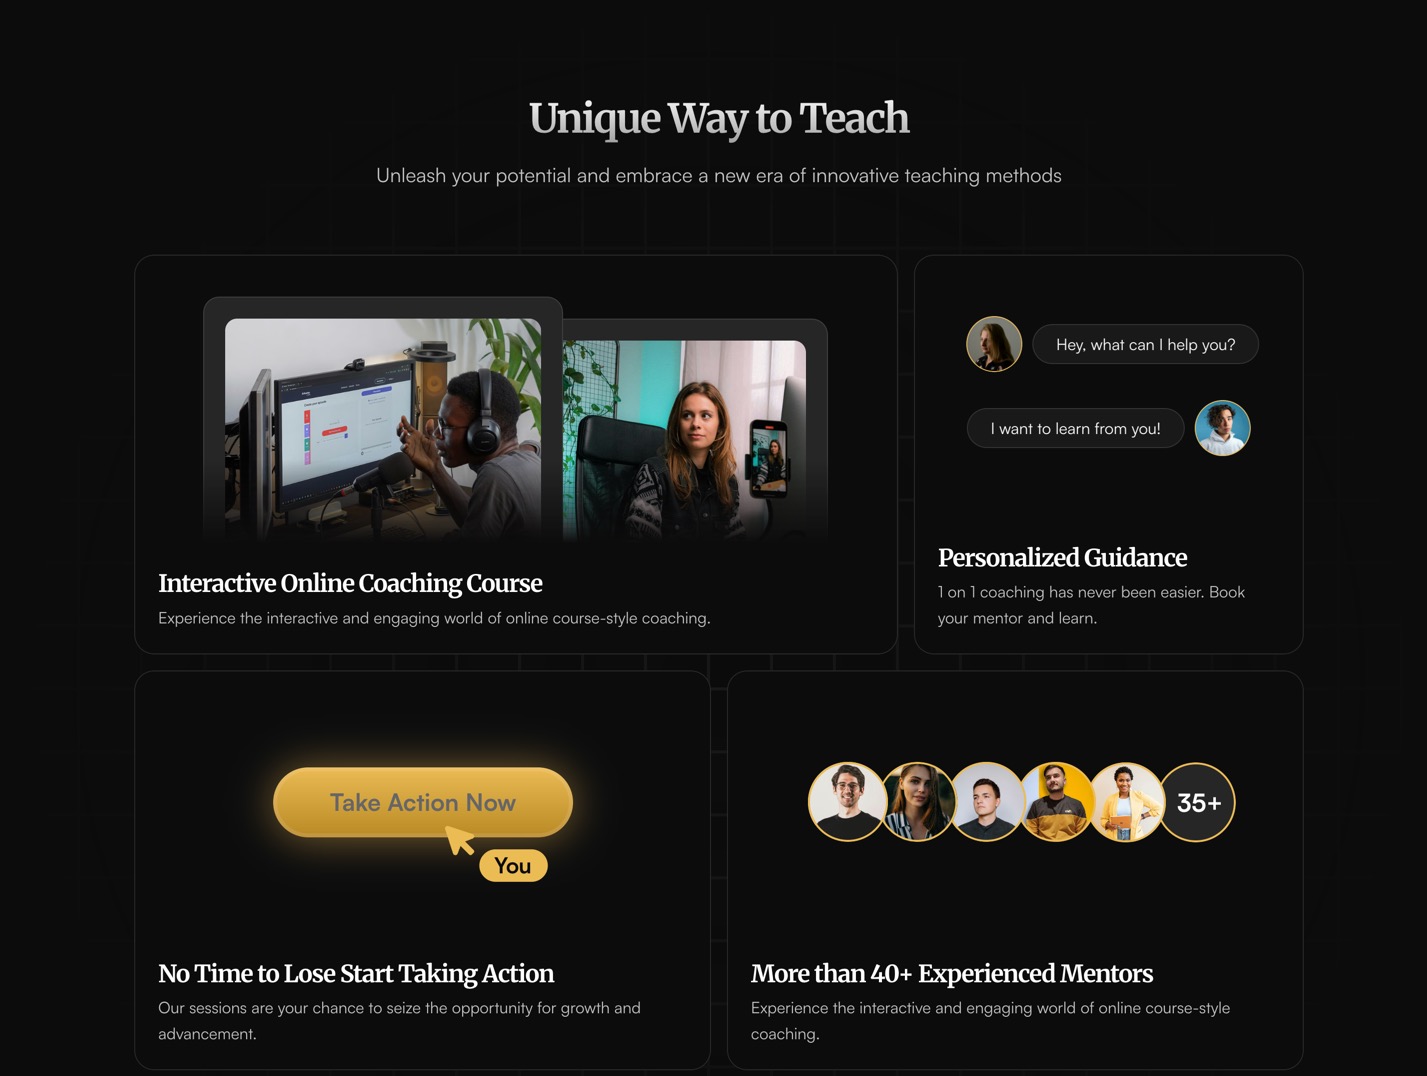 Unique Way to Teach
Unleash your potential and embrace a new era of innovative teaching methods
Hey, what can I help you?
I want to learn from you!
Interactive Online Coaching Course
Experience the interactive and engaging world of online course-style coaching.
Personalized Guidance
1 on 1 coaching has never been easier. Book
your mentor and learn.
Take Action Now
You
35+
No Time to Lose Start Taking Action
Our sessions are your chance to seize the opportunity for growth and
advancement.
More than 40+ Experienced Mentors
Experience the interactive and engaging world of online course-style
coaching.